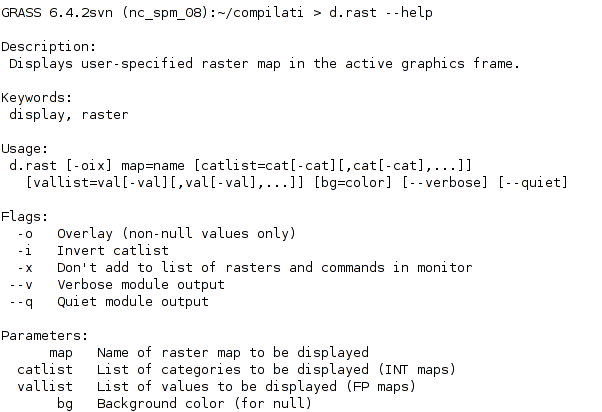 GRASS 6.4.2svn (nc_spm_08):~/compilati > d.rast --help
Description:
Displays user-specified raster map in the active graphics frame.
Keywords:
display, raster
Usage:
d.rast [-oix] map=name [catlist=cat[-cat][,cat[-cat],...]]
[vallist=val[-val][,val[-val],...]] [bg=color] [--verbose] [--quiet]
Flags:
-o   Overlay (non-null values only)
-i   Invert catlist
-x   Don't add to list of rasters and commands in monitor
--v   Verbose module output
--q   Quiet module output
Parameters:
map   Name of raster map to be displayed
catlist   List of categories to be displayed (INT maps)
vallist   List of values to be displayed (FP maps)
bg   Background color (for null)